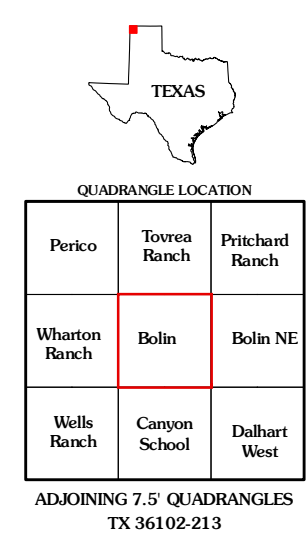 TEXAS
QUADRANGLE LOCATION
Perico
Tovrea
Ranch
Pritchard
Ranch
Wharton
Ranch
Bolin
Bolin NE
Wells
Ranch
Canyon
School
Dalhart
West
ADJOINING 7.5' QUADRANGLES
TX 36102-213